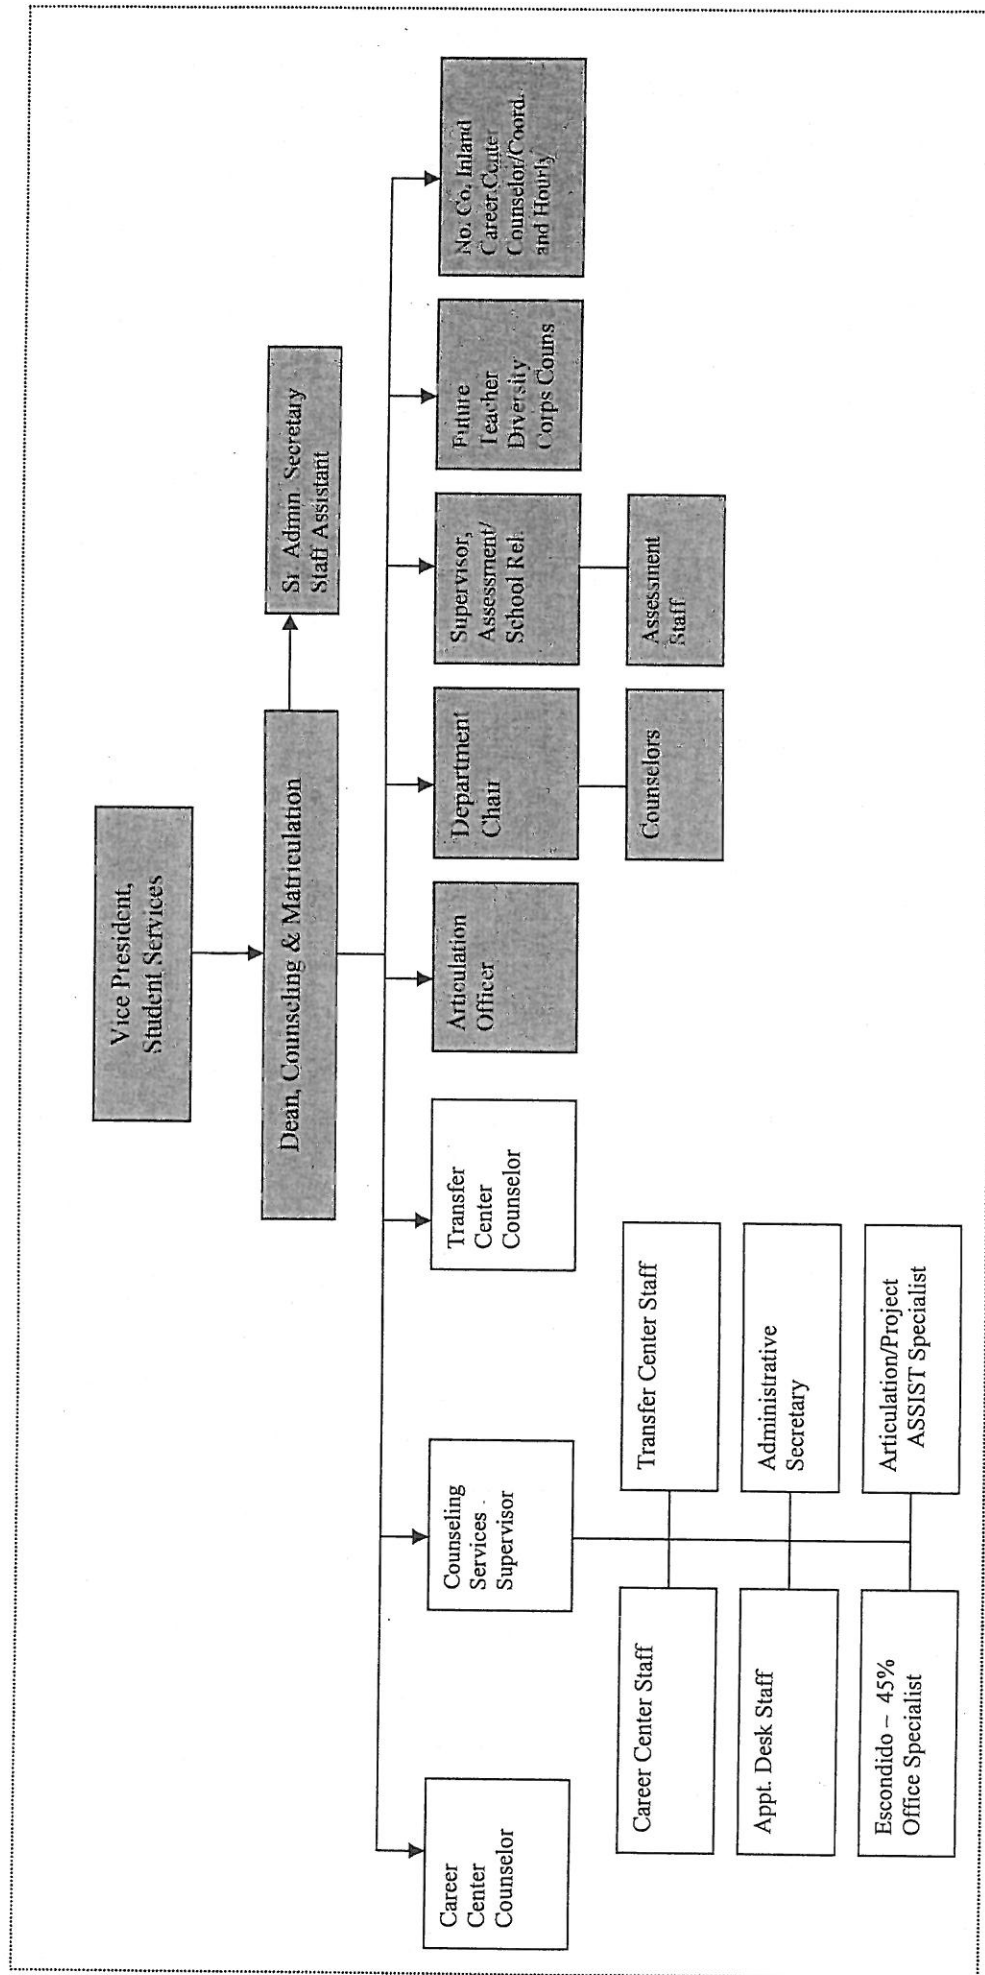 Vice President,
Student Services
Dean, Counseling & Matriculation
Sr. Admin. Secretary
Staff Assistant
Career
Center
Counselor
Counseling
Services -
Supervisor
Transfer
Center
Counselor
Articulation
Officer
Department
Chair
Supervisor,
Assessment/
School Rel.
Future
Teacher
Diversity
Corps Couns
No. Co. Inland
Career Center
Counselor/Coord.
and Hourly
Career Center Staff
Transfer Center Staff
Appt. Desk Staff
Administrative
Secretary
Escondido – 45%
Office Specialist
Articulation/Project
ASSIST Specialist
Counselors
Assessment
Staff